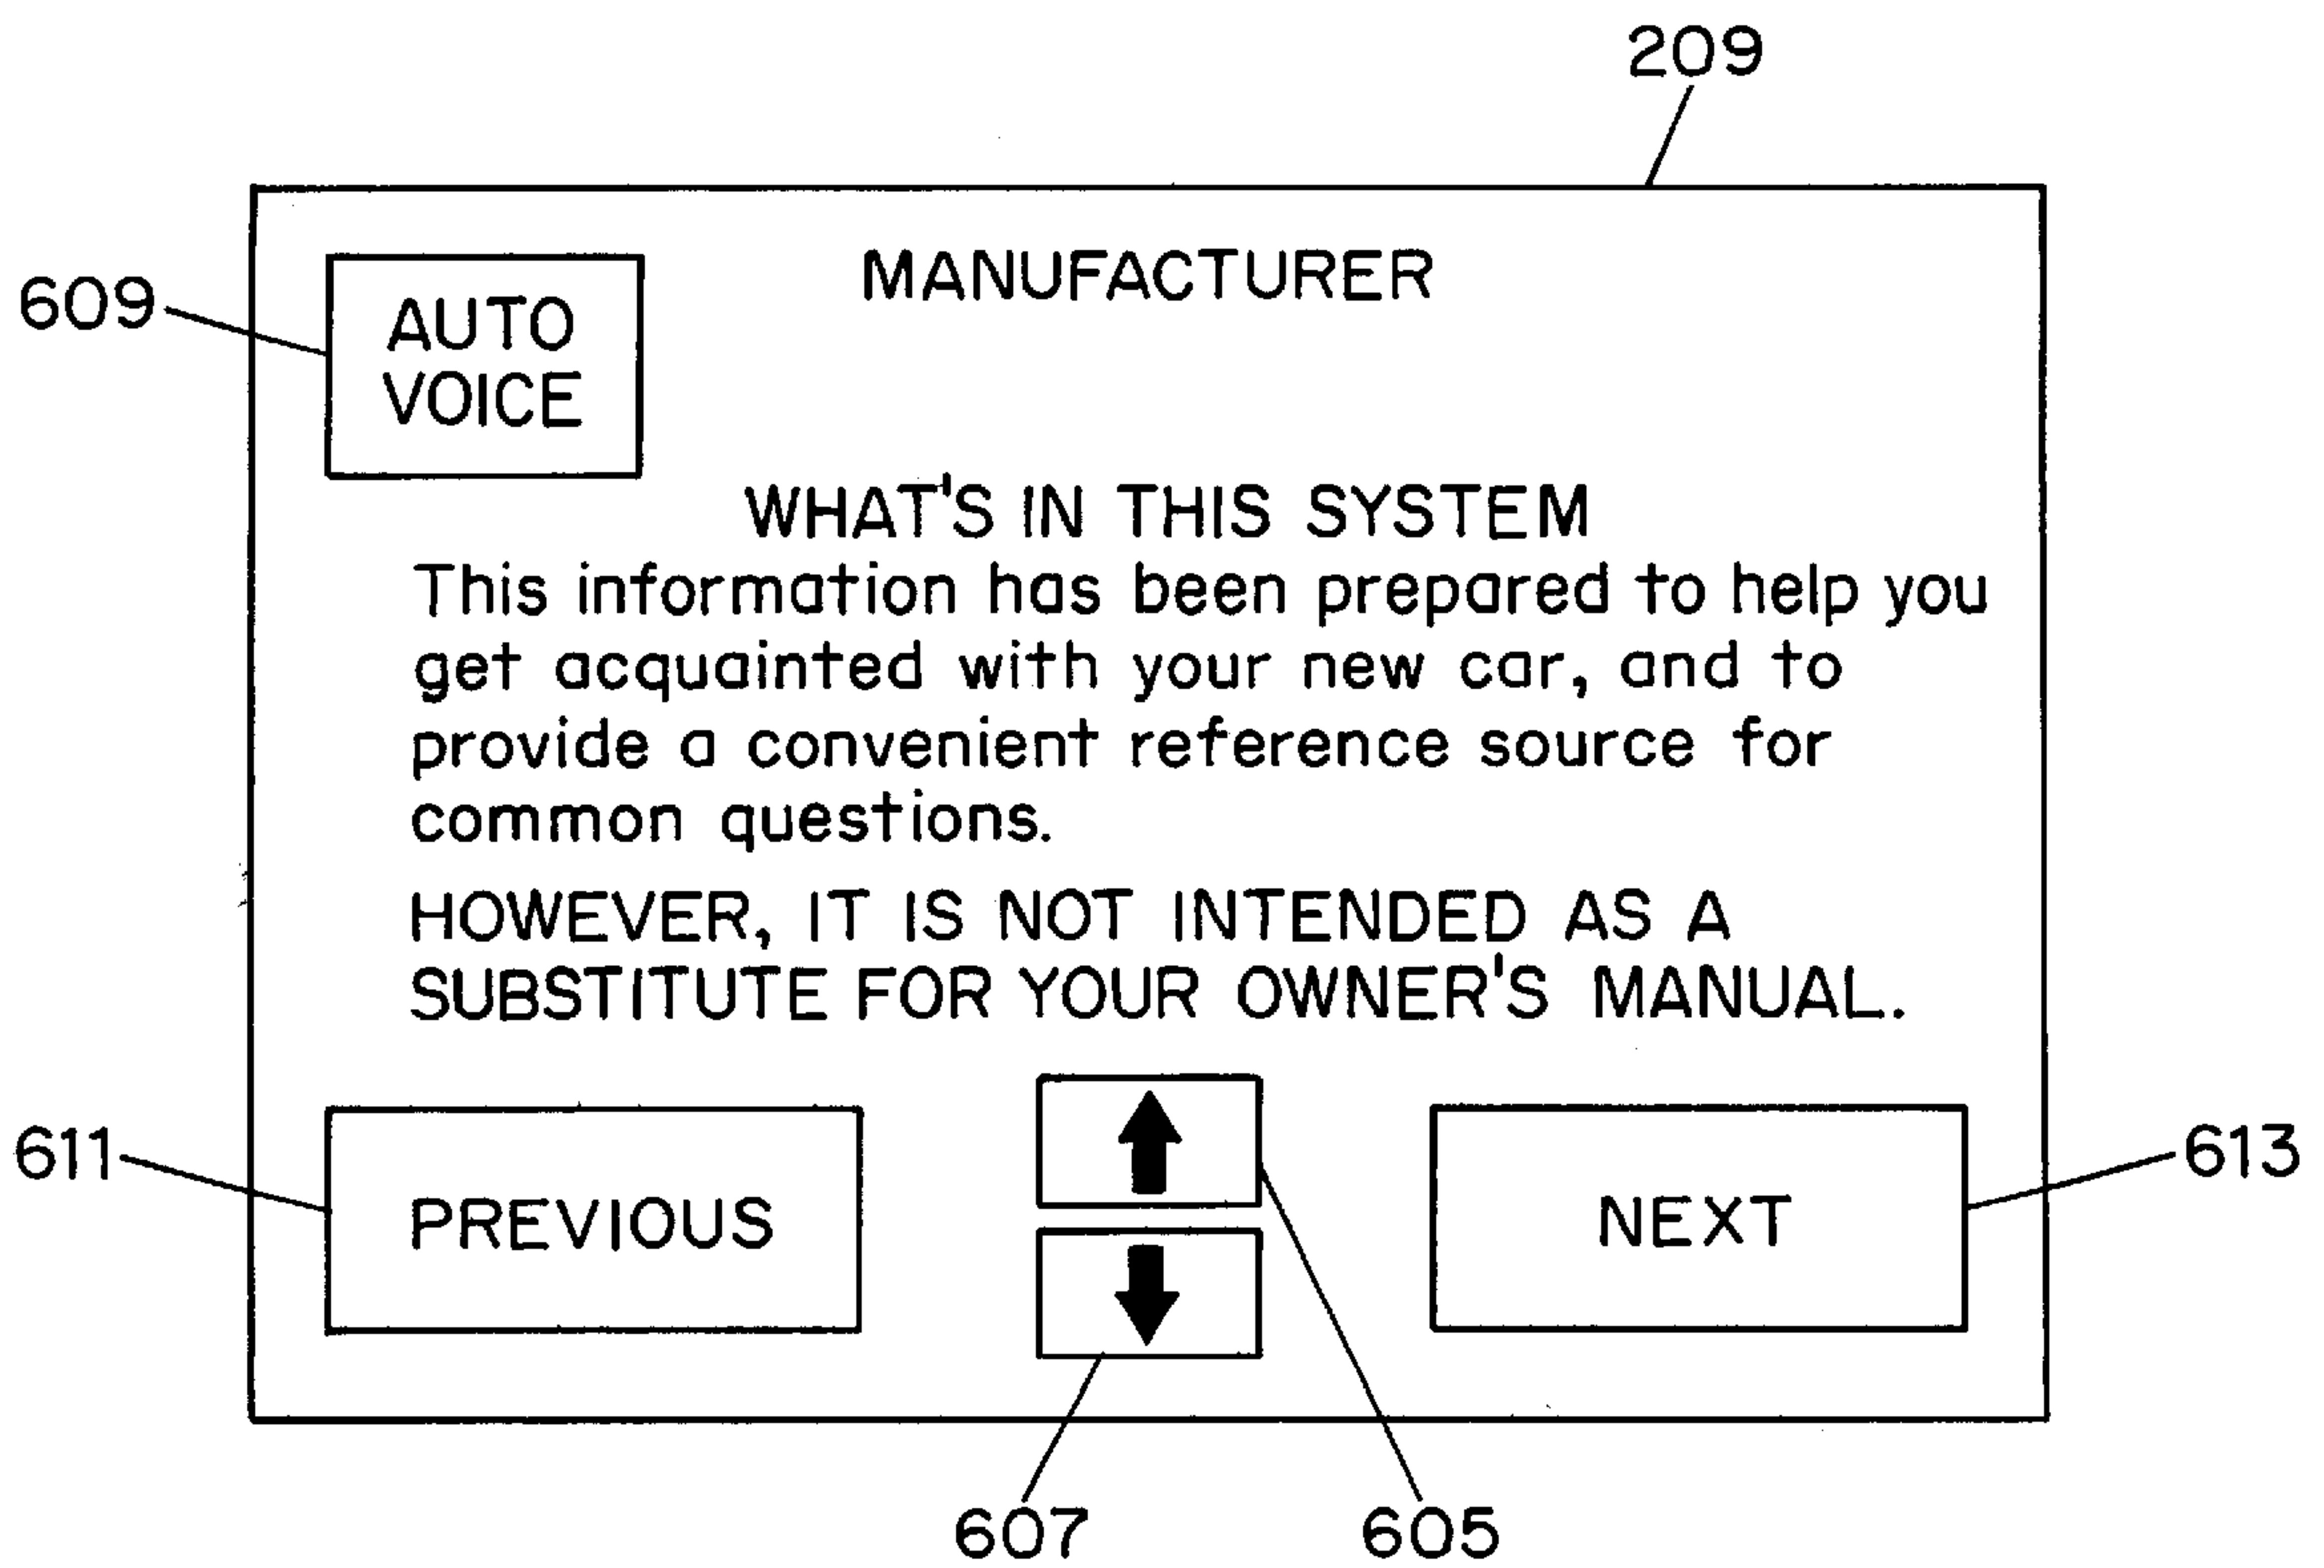 209
MANUFACTURER
609
AUTO
VOICE
WHAT'S IN THIS SYSTEM
This information has been prepared to help you
get acquainted with your new car, and to
provide a convenient reference source for
common questions.
HOWEVER, IT IS NOT INTENDED AS A
SUBSTITUTE FOR YOUR OWNER'S MANUAL.
611
PREVIOUS
NEXT
613
607
605